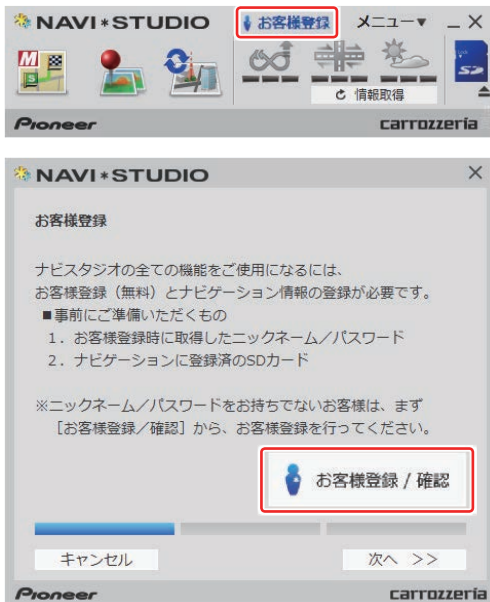 NAVI*STUDIO お客様登録 メニュー▼ _ ×
情報取得
Pioneer carrozzeria
NAVI*STUDIO ×
お客様登録
ナビスタジオの全ての機能をご使用になるには、
お客様登録（無料）とナビゲーション情報の登録が必要です。
■事前にご準備いただくもの
1．お客様登録時に取得したニックネーム／パスワード
2．ナビゲーションに登録済のSDカード
※ニックネーム／パスワードをお持ちでないお客様は、まず
［お客様登録／確認］から、お客様登録を行ってください。
お客様登録 / 確認
キャンセル 次へ >>
Pioneer carrozzeria